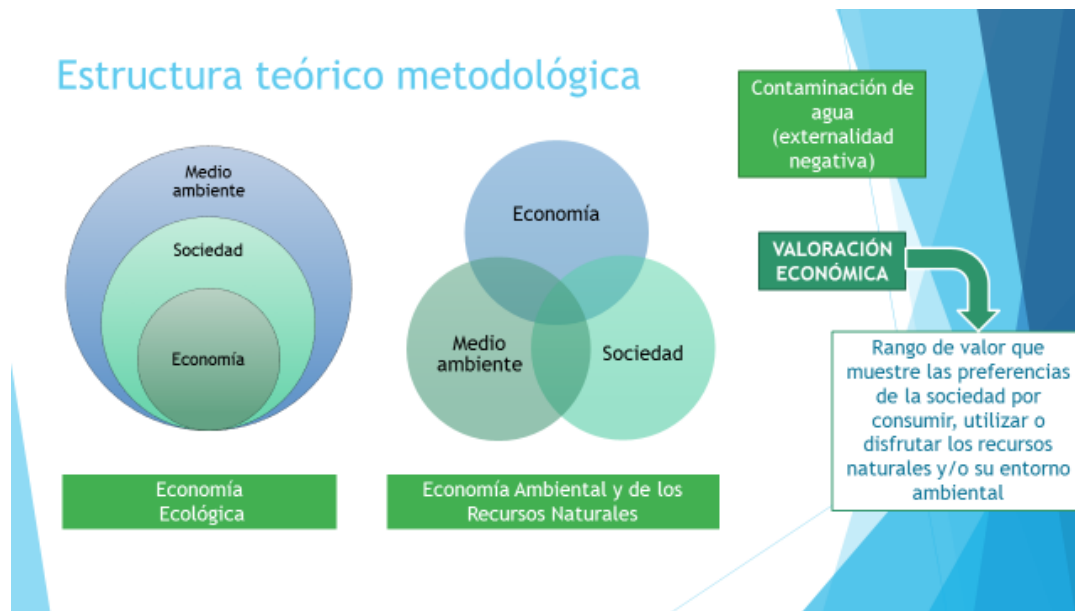 Estructura teórico metodológica
Medio
ambiente
Sociedad
Economía
Economía
Ecológica
Economía
Medio
ambiente
Sociedad
Economía Ambiental y de los
Recursos Naturales
Contaminación de
agua
(externalidad
negativa)
VALORACIÓN
ECONÓMICA
Rango de valor que
muestre las preferencias
de la sociedad por
consumir, utilizar o
disfrutar los recursos
naturales y/o su entorno
ambiental